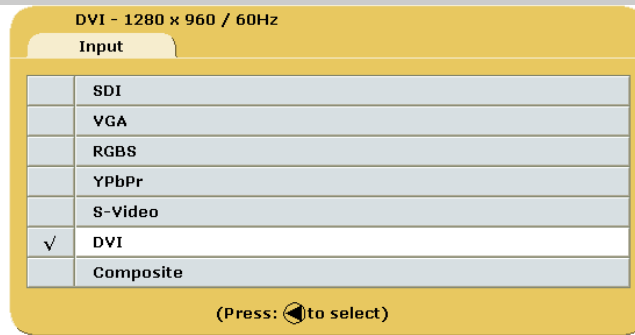 DVI - 1280 x 960 / 60Hz
Input
SDI
VGA
RGBS
YPbPr
S-Video
√ DVI
Composite
(Press: to select)